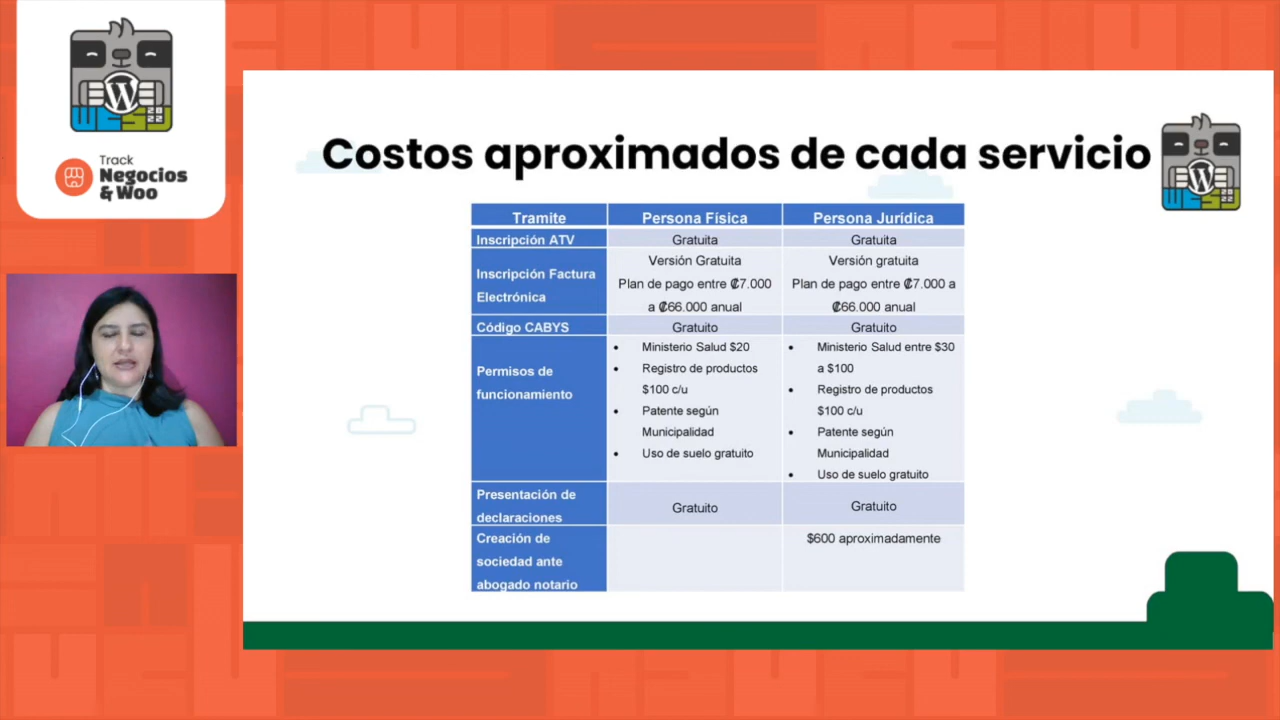 WCSJ
20
22
Track
Negocios
& Woo
Costos aproximados de cada servicio
Tramite Persona Física Persona Jurídica
Inscripción ATV Gratuita Gratuita
Inscripción Factura
Electrónica
Versión Gratuita
Plan de pago entre ₡7.000
a ₡66.000 anual
Versión gratuita
Plan de pago entre ₡7.000 a
₡66.000 anual
Código CABYS Gratuito Gratuito
Permisos de
funcionamiento
• Ministerio Salud $20
• Registro de productos
$100 c/u
• Patente según
Municipalidad
• Uso de suelo gratuito
• Ministerio Salud entre $30
a $100
• Registro de productos
$100 c/u
• Patente según
Municipalidad
• Uso de suelo gratuito
Presentación de
declaraciones
Gratuito Gratuito
Creación de
sociedad ante
abogado notario
$600 aproximadamente